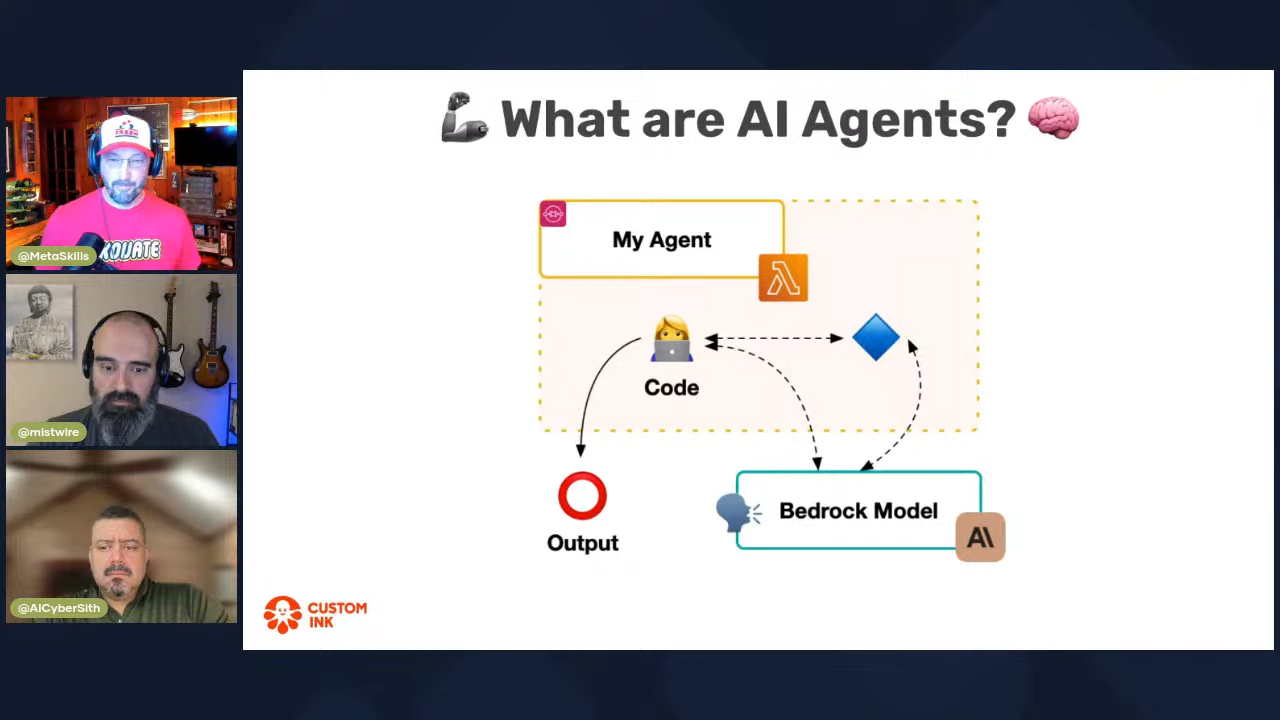 What are AI Agents?
My Agent
Code
Output
Bedrock Model
A\
CUSTOM
INK
@MetaSkills
@mistwire
@AICyberSith